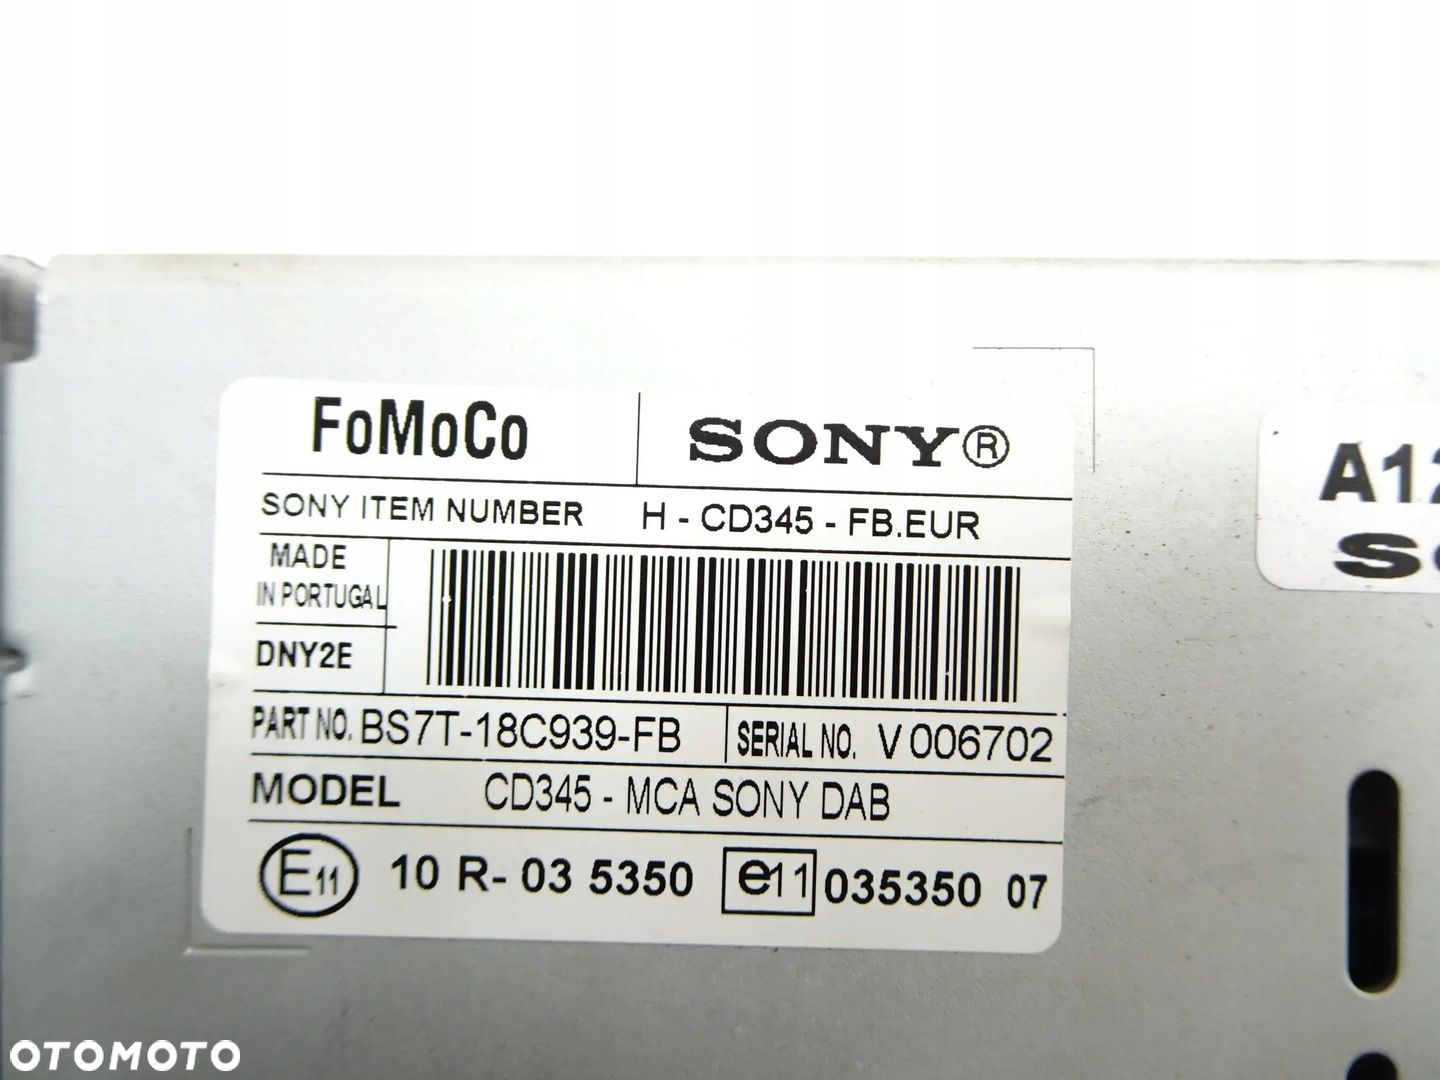 FoMoCo SONY®
SONY ITEM NUMBER H - CD345 - FB.EUR
MADE
IN PORTUGAL
DNY2E
PART NO. BS7T-18C939-FB SERIAL NO. V006702
MODEL CD345 - MCA SONY DAB
E11 10 R- 03 5350 e11 035350 07
OTOMOTO